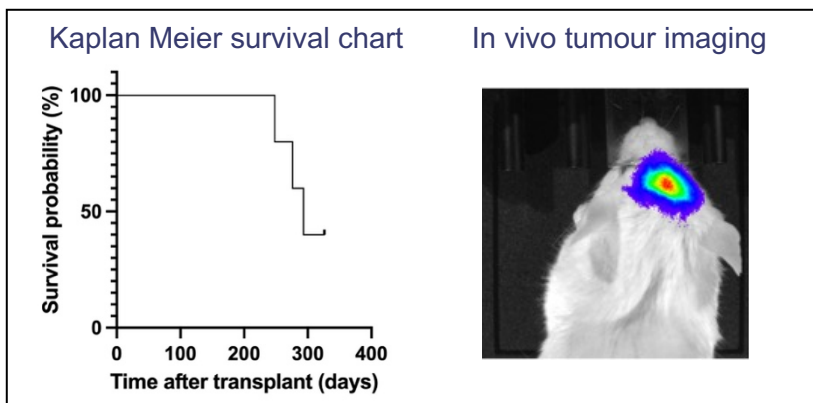 Kaplan Meier survival chart
In vivo tumour imaging
Survival probability (%)
100
50
0
0 100 200 300 400
Time after transplant (days)